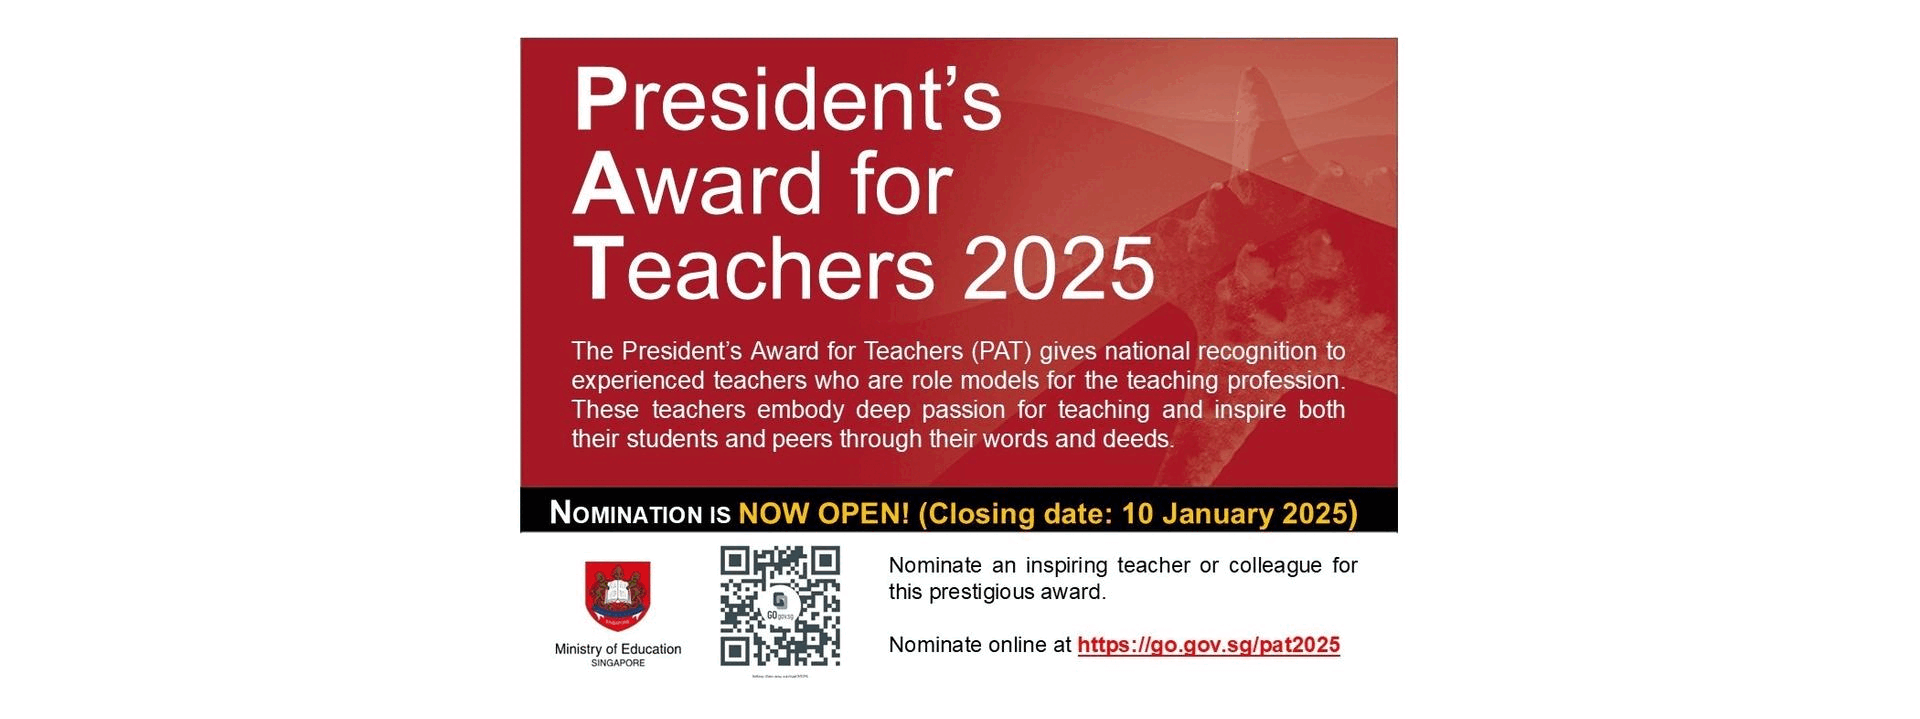 President’s
Award for
Teachers 2025
The President’s Award for Teachers (PAT) gives national recognition to
experienced teachers who are role models for the teaching profession.
These teachers embody deep passion for teaching and inspire both
their students and peers through their words and deeds.
NOMINATION IS NOW OPEN! (Closing date: 10 January 2025)
SINGAPORE
Ministry of Education
SINGAPORE
GOgovsg
Nominate an inspiring teacher or colleague for
this prestigious award.
Nominate online at https://go.gov.sg/pat2025